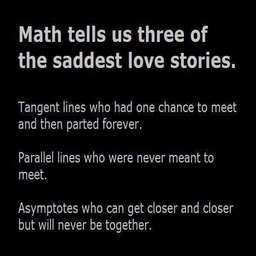 Math tells us three of
the saddest love stories.
Tangent lines who had one chance to meet
and then parted forever.
Parallel lines who were never meant to
meet.
Asymptotes who can get closer and closer
but will never be together.